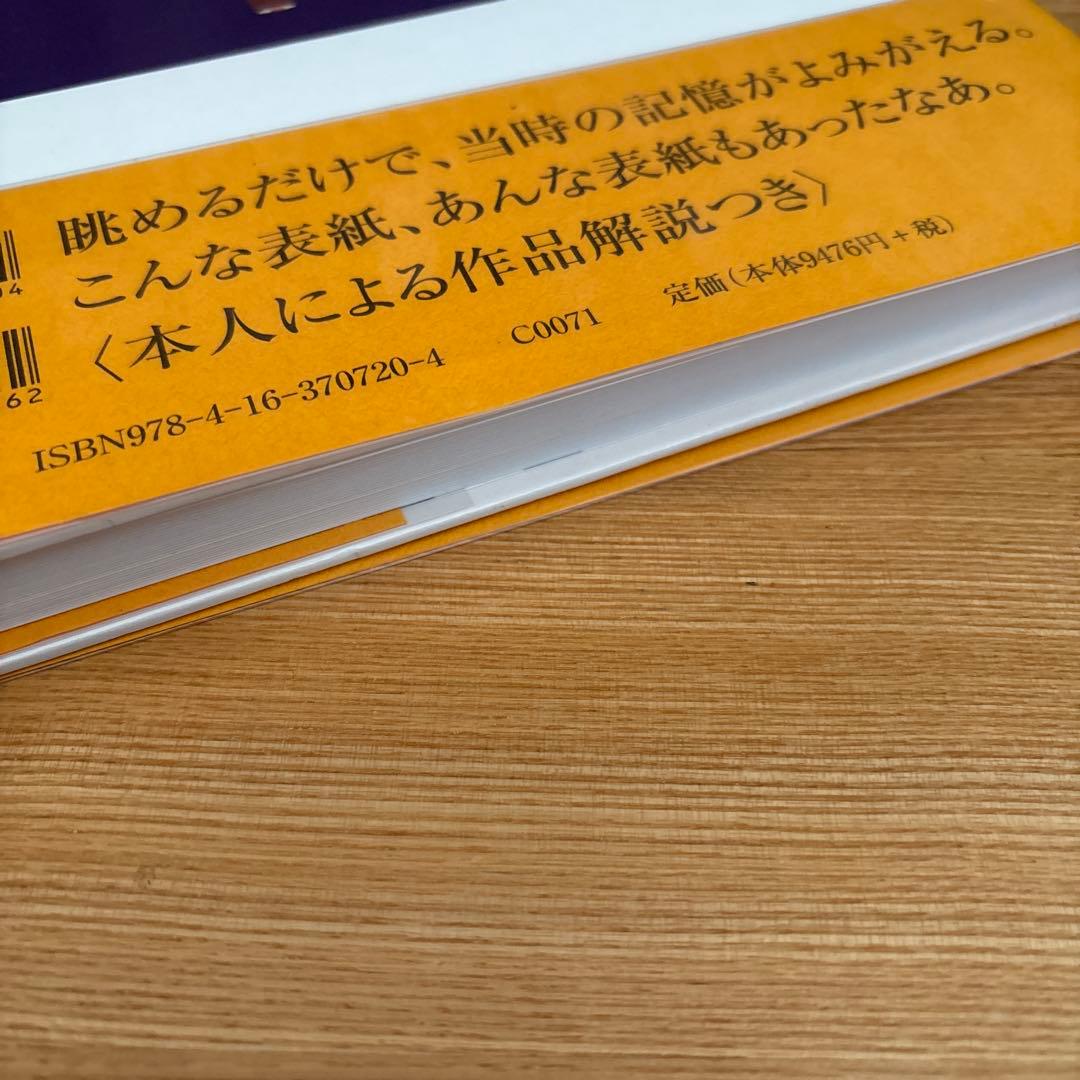 眺めるだけで、当時の記憶がよみがえる。
こんな表紙、あんな表紙もあったなあ。
〈本人による作品解説つき〉
ISBN978-4-16-370720-4 C0071 定価(本体9476円+税)
04
62